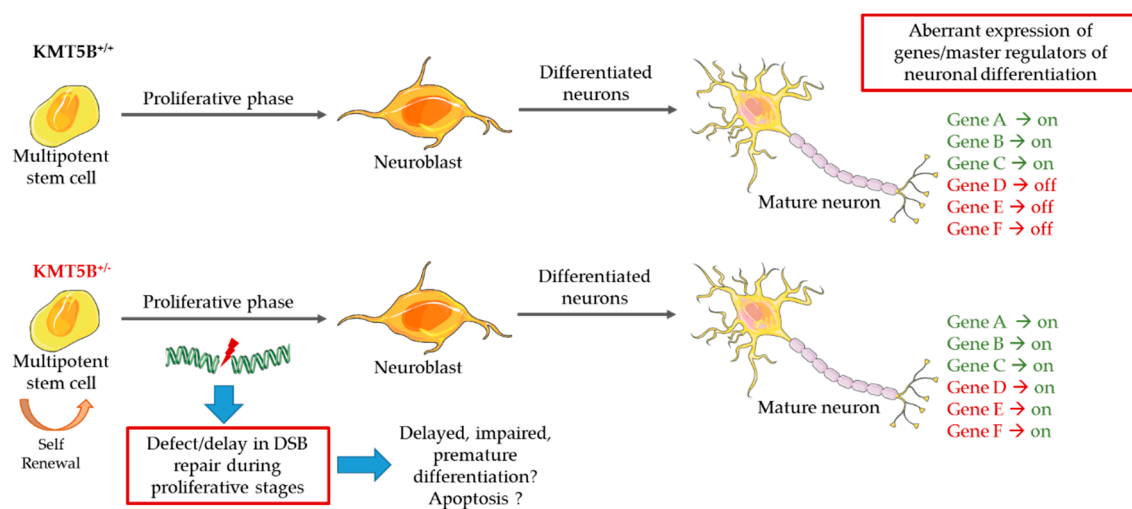 KMT5B+/+
Multipotent
stem cell
Proliferative phase
Neuroblast
Differentiated
neurons
Mature neuron
Aberrant expression of
genes/master regulators of
neuronal differentiation
Gene A → on
Gene B → on
Gene C → on
Gene D → off
Gene E → off
Gene F → off
KMT5B+/-
Multipotent
stem cell
Self
Renewal
Proliferative phase
Defect/delay in DSB
repair during
proliferative stages
Delayed, impaired,
premature
differentiation?
Apoptosis ?
Neuroblast
Differentiated
neurons
Mature neuron
Gene A → on
Gene B → on
Gene C → on
Gene D → on
Gene E → on
Gene F → on